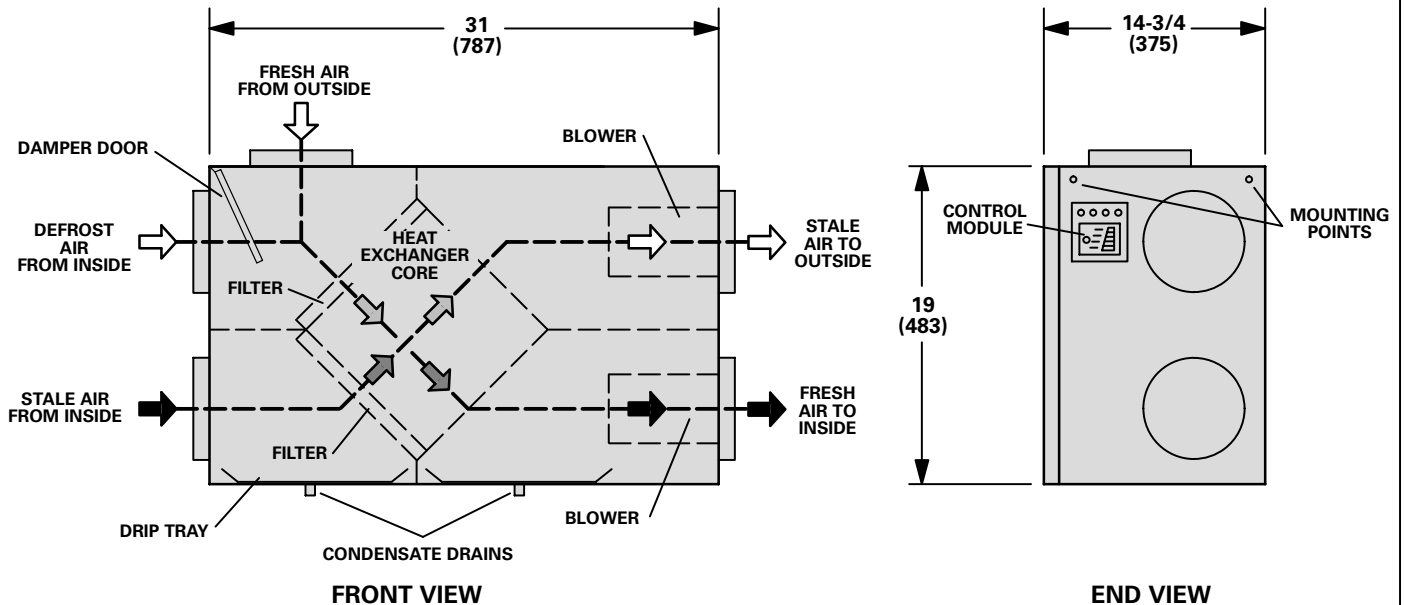 31
(787)
14-3/4
(375)
FRESH AIR
FROM OUTSIDE
DAMPER DOOR
BLOWER
DEFROST
AIR
FROM INSIDE
HEAT
EXCHANGER
CORE
FILTER
STALE
AIR TO
OUTSIDE
CONTROL
MODULE
MOUNTING
POINTS
19
(483)
STALE AIR
FROM INSIDE
FILTER
FRESH
AIR TO
INSIDE
DRIP TRAY
CONDENSATE DRAINS
BLOWER
FRONT VIEW
END VIEW